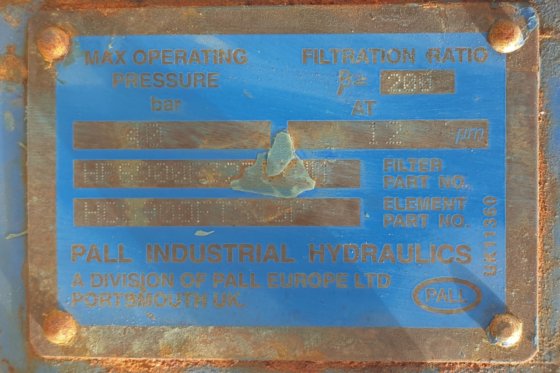 MAX OPERATING PRESSURE
bar
FILTRATION RATIO
β ≥ 200
AT
12 μm
FILTER PART NO.
ELEMENT PART NO.
PALL INDUSTRIAL HYDRAULICS
A DIVISION OF PALL EUROPE LTD
PORTSMOUTH UK.
PALL